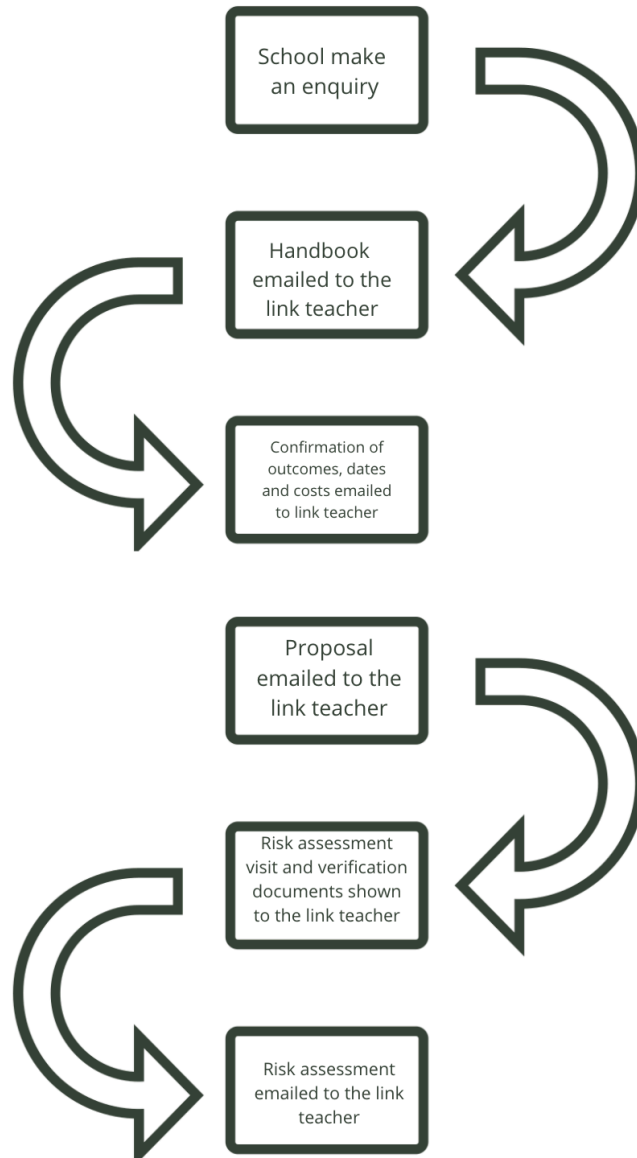 School make
an enquiry
Handbook
emailed to the
link teacher
Confirmation of
outcomes, dates
and costs emailed
to link teacher
Proposal
emailed to the
link teacher
Risk assessment
visit and verification
documents shown
to the link teacher
Risk assessment
emailed to the link
teacher